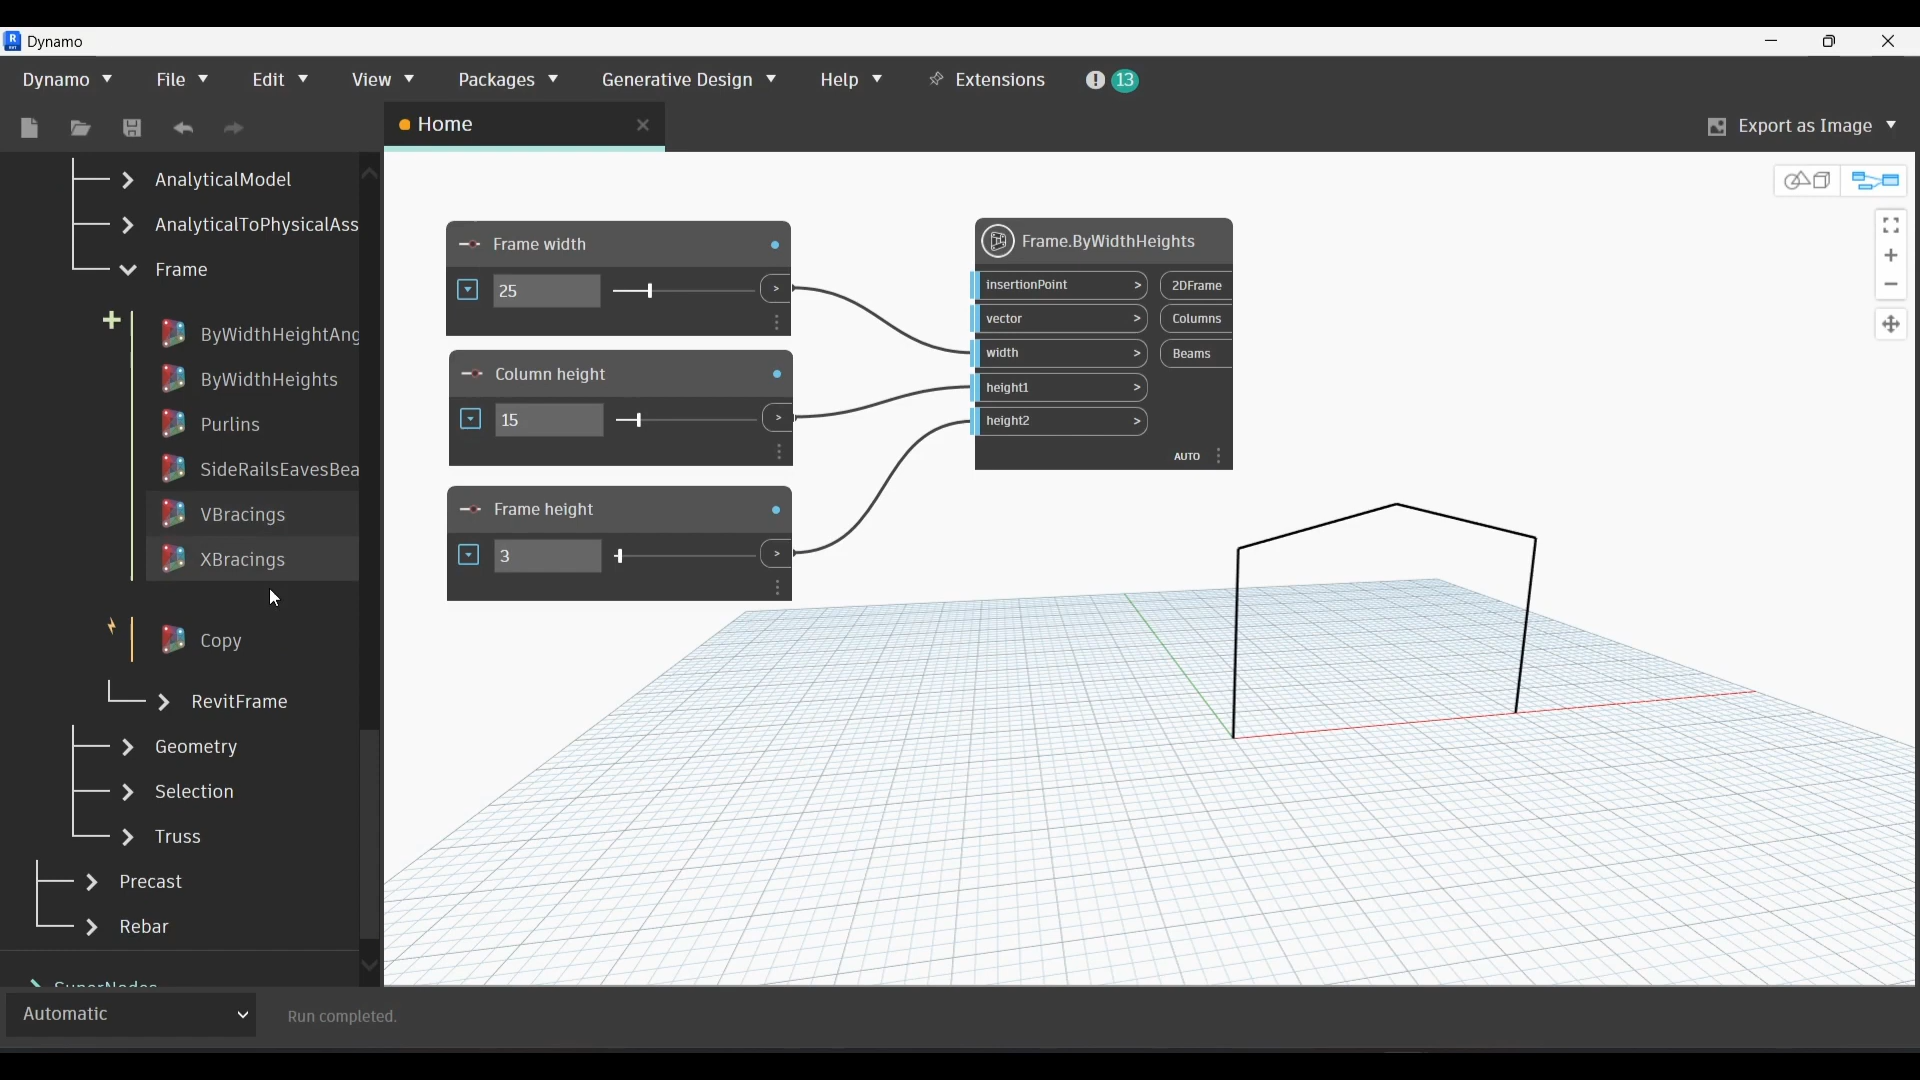 Dynamo
Dynamo File Edit View Packages Generative Design Help Extensions 13
Home
Export as Image
AnalyticalModel
AnalyticalToPhysicalAss
Frame
ByWidthHeightAng
ByWidthHeights
Purlins
SideRailsEavesBea
VBracings
XBracings
Copy
RevitFrame
Geometry
Selection
Truss
Precast
Rebar
SuperNodes
Frame width
25
>
Column height
15
>
Frame height
3
>
Frame.ByWidthHeights
insertionPoint > 2DFrame
vector > Columns
width > Beams
height1 >
height2 >
AUTO
Automatic
Run completed.